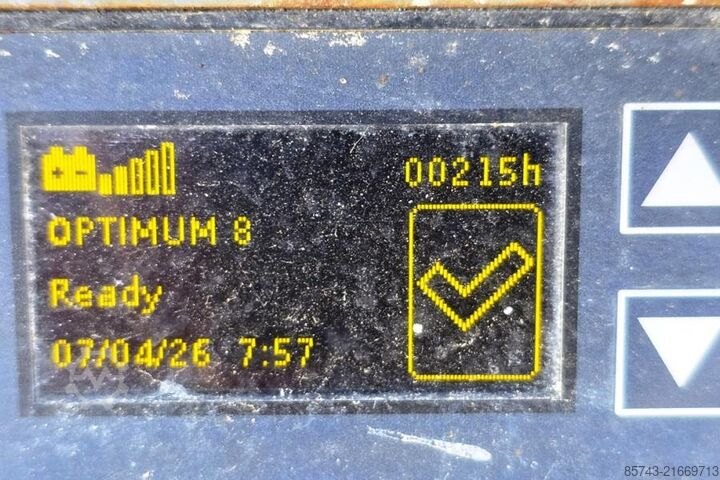 00215h
OPTIMUM 8
Ready
07/04/26 7:57
85743-21669713